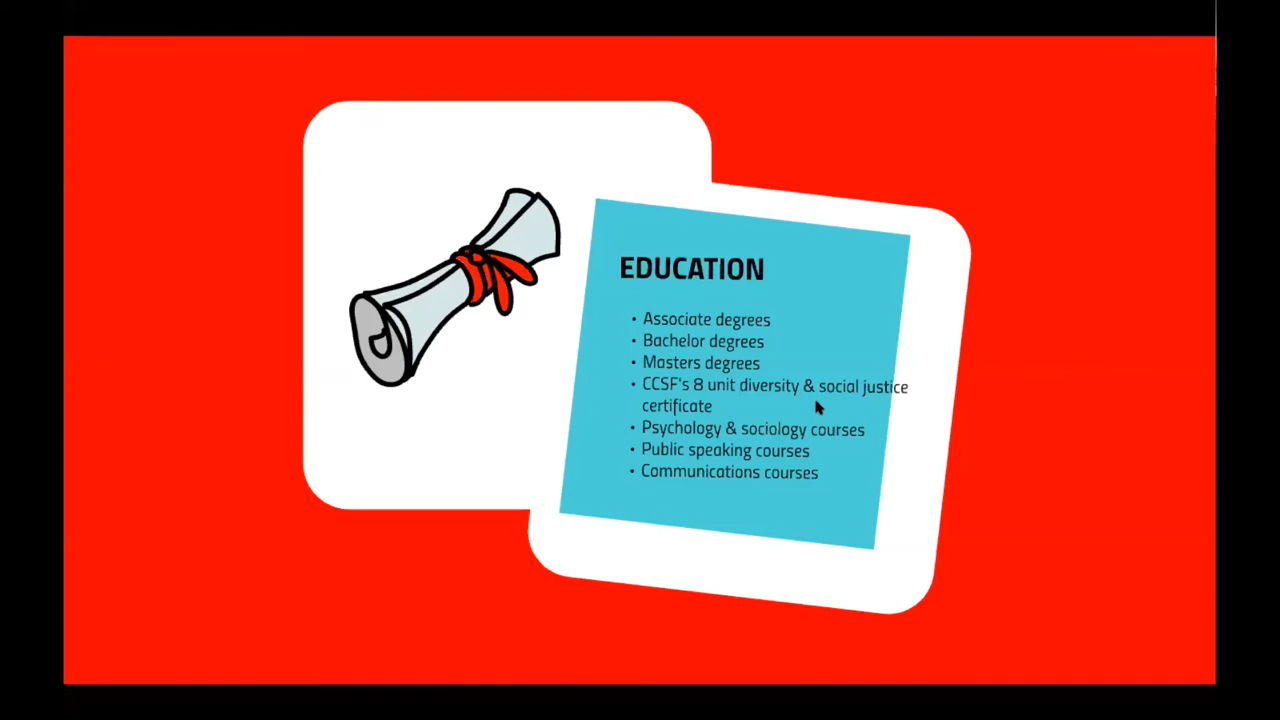 EDUCATION
• Associate degrees
• Bachelor degrees
• Masters degrees
• CCSF's 8 unit diversity & social justice
certificate
• Psychology & sociology courses
• Public speaking courses
• Communications courses